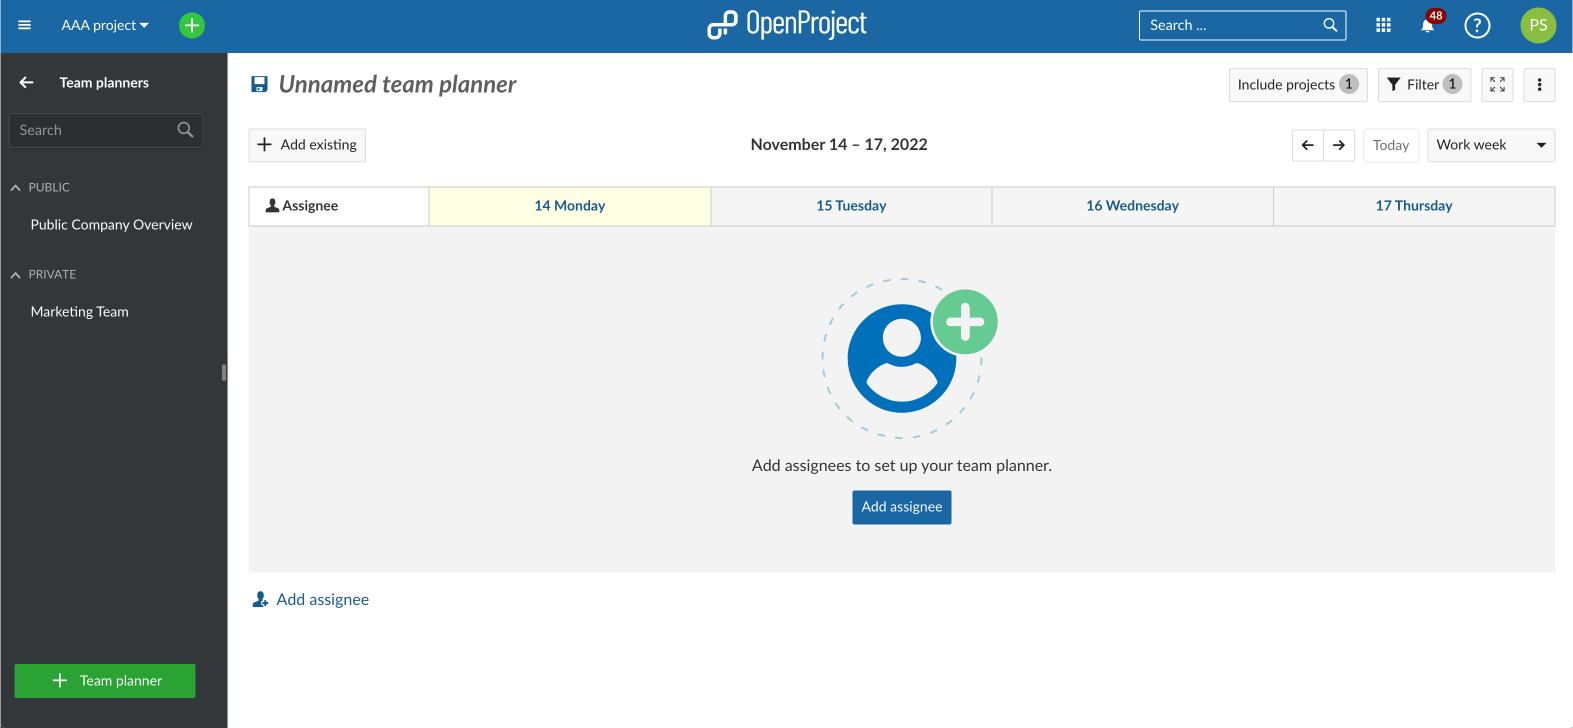 AAA project
OpenProject
Search ...
48
?
PS
Team planners
Search
PUBLIC
Public Company Overview
PRIVATE
Marketing Team
Team planner
Unnamed team planner
Include projects 1
Filter 1
Add existing
November 14 – 17, 2022
Today
Work week
Assignee
14 Monday
15 Tuesday
16 Wednesday
17 Thursday
Add assignees to set up your team planner.
Add assignee
Add assignee